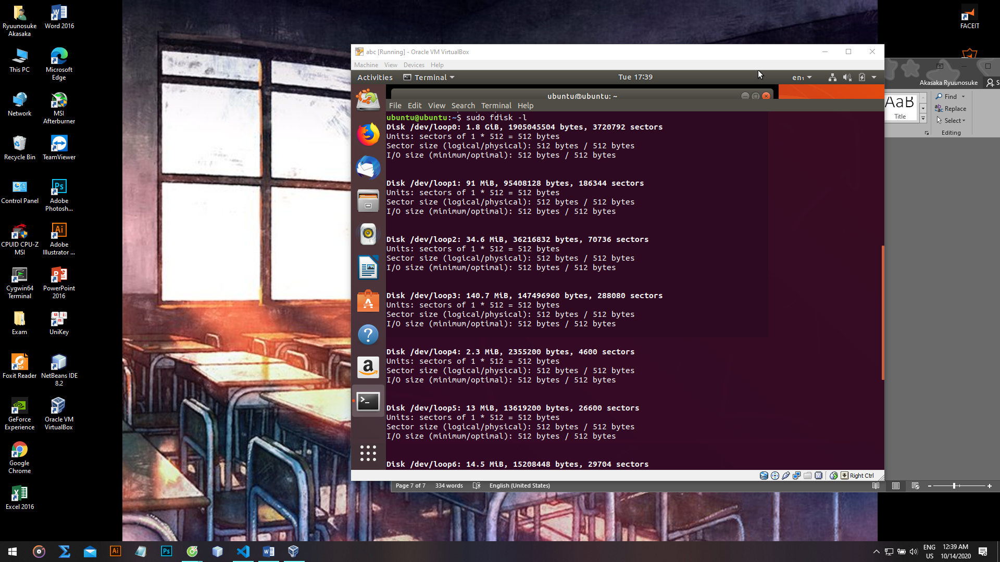 Ryuunosuke
Akasaka
Word 2016
This PC
Microsoft
Edge
Network
MSI
Afterburner
Recycle Bin
TeamViewer
Control Panel
Adobe
Photosh...
CPUID CPU-Z
MSI
Adobe
Illustrator ...
Cygwin64
Terminal
PowerPoint
2016
Exam
UniKey
Foxit Reader
NetBeans IDE
8.2
GeForce
Experience
Oracle VM
VirtualBox
Google
Chrome
Excel 2016
FACEIT
abc [Running] - Oracle VM VirtualBox
Machine View Devices Help
Activities Terminal Tue 17:39 en₁
ubuntu@ubuntu: ~
File Edit View Search Terminal Help
ubuntu@ubuntu:~$ sudo fdisk -l
Disk /dev/loop0: 1.8 GiB, 1905045504 bytes, 3720792 sectors
Units: sectors of 1 * 512 = 512 bytes
Sector size (logical/physical): 512 bytes / 512 bytes
I/O size (minimum/optimal): 512 bytes / 512 bytes
Disk /dev/loop1: 91 MiB, 95408128 bytes, 186344 sectors
Units: sectors of 1 * 512 = 512 bytes
Sector size (logical/physical): 512 bytes / 512 bytes
I/O size (minimum/optimal): 512 bytes / 512 bytes
Disk /dev/loop2: 34.6 MiB, 36216832 bytes, 70736 sectors
Units: sectors of 1 * 512 = 512 bytes
Sector size (logical/physical): 512 bytes / 512 bytes
I/O size (minimum/optimal): 512 bytes / 512 bytes
Disk /dev/loop3: 140.7 MiB, 147496960 bytes, 288080 sectors
Units: sectors of 1 * 512 = 512 bytes
Sector size (logical/physical): 512 bytes / 512 bytes
I/O size (minimum/optimal): 512 bytes / 512 bytes
Disk /dev/loop4: 2.3 MiB, 2355200 bytes, 4600 sectors
Units: sectors of 1 * 512 = 512 bytes
Sector size (logical/physical): 512 bytes / 512 bytes
I/O size (minimum/optimal): 512 bytes / 512 bytes
Disk /dev/loop5: 13 MiB, 13619200 bytes, 26600 sectors
Units: sectors of 1 * 512 = 512 bytes
Sector size (logical/physical): 512 bytes / 512 bytes
I/O size (minimum/optimal): 512 bytes / 512 bytes
Disk /dev/loop6: 14.5 MiB, 15208448 bytes, 29704 sectors
Right Ctrl
Akasaka Ryuunosuke S
AaB
Title
Find
Replace
Select
Editing
Page 7 of 7 334 words English (United States)
ENG
US
12:39 AM
10/14/2020